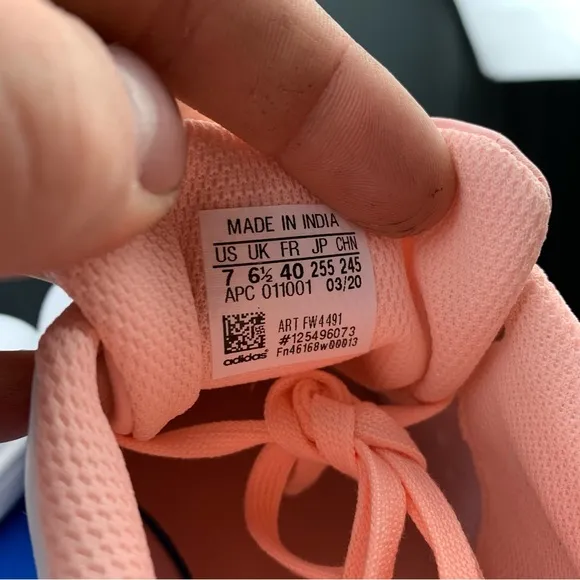 MADE IN INDIA
US UK FR JP CHN
7 6½ 40 255 245
APC 011001 03/20
ART FW4491
#125496073
Fn46168w00013
adidas